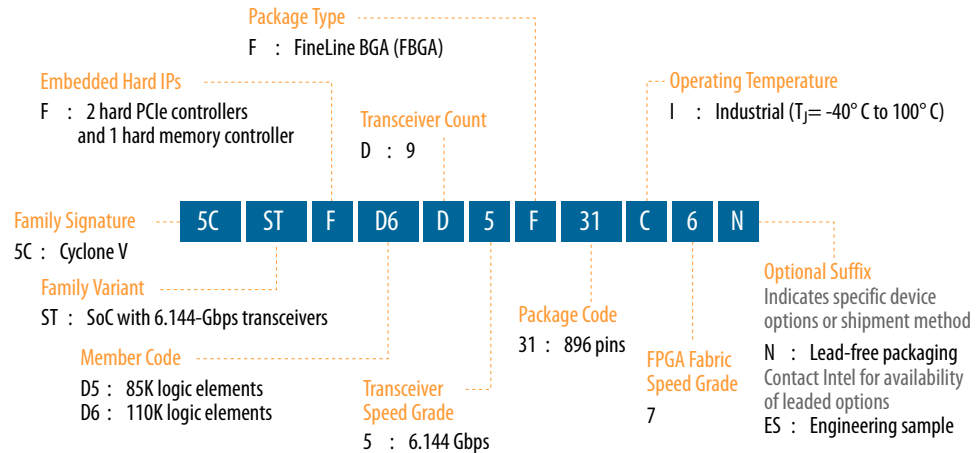 Package Type
F : FineLine BGA (FBGA)
Embedded Hard IPs
F : 2 hard PCIe controllers
and 1 hard memory controller
Transceiver Count
D : 9
Operating Temperature
I : Industrial (TJ= -40° C to 100° C)
5C ST F D6 D 5 F 31 C 6 N
Family Signature
5C : Cyclone V
Family Variant
ST : SoC with 6.144-Gbps transceivers
Member Code
D5 : 85K logic elements
D6 : 110K logic elements
Transceiver
Speed Grade
5 : 6.144 Gbps
Package Code
31 : 896 pins
FPGA Fabric
Speed Grade
7
Optional Suffix
Indicates specific device
options or shipment method
N : Lead-free packaging
Contact Intel for availability
of leaded options
ES : Engineering sample